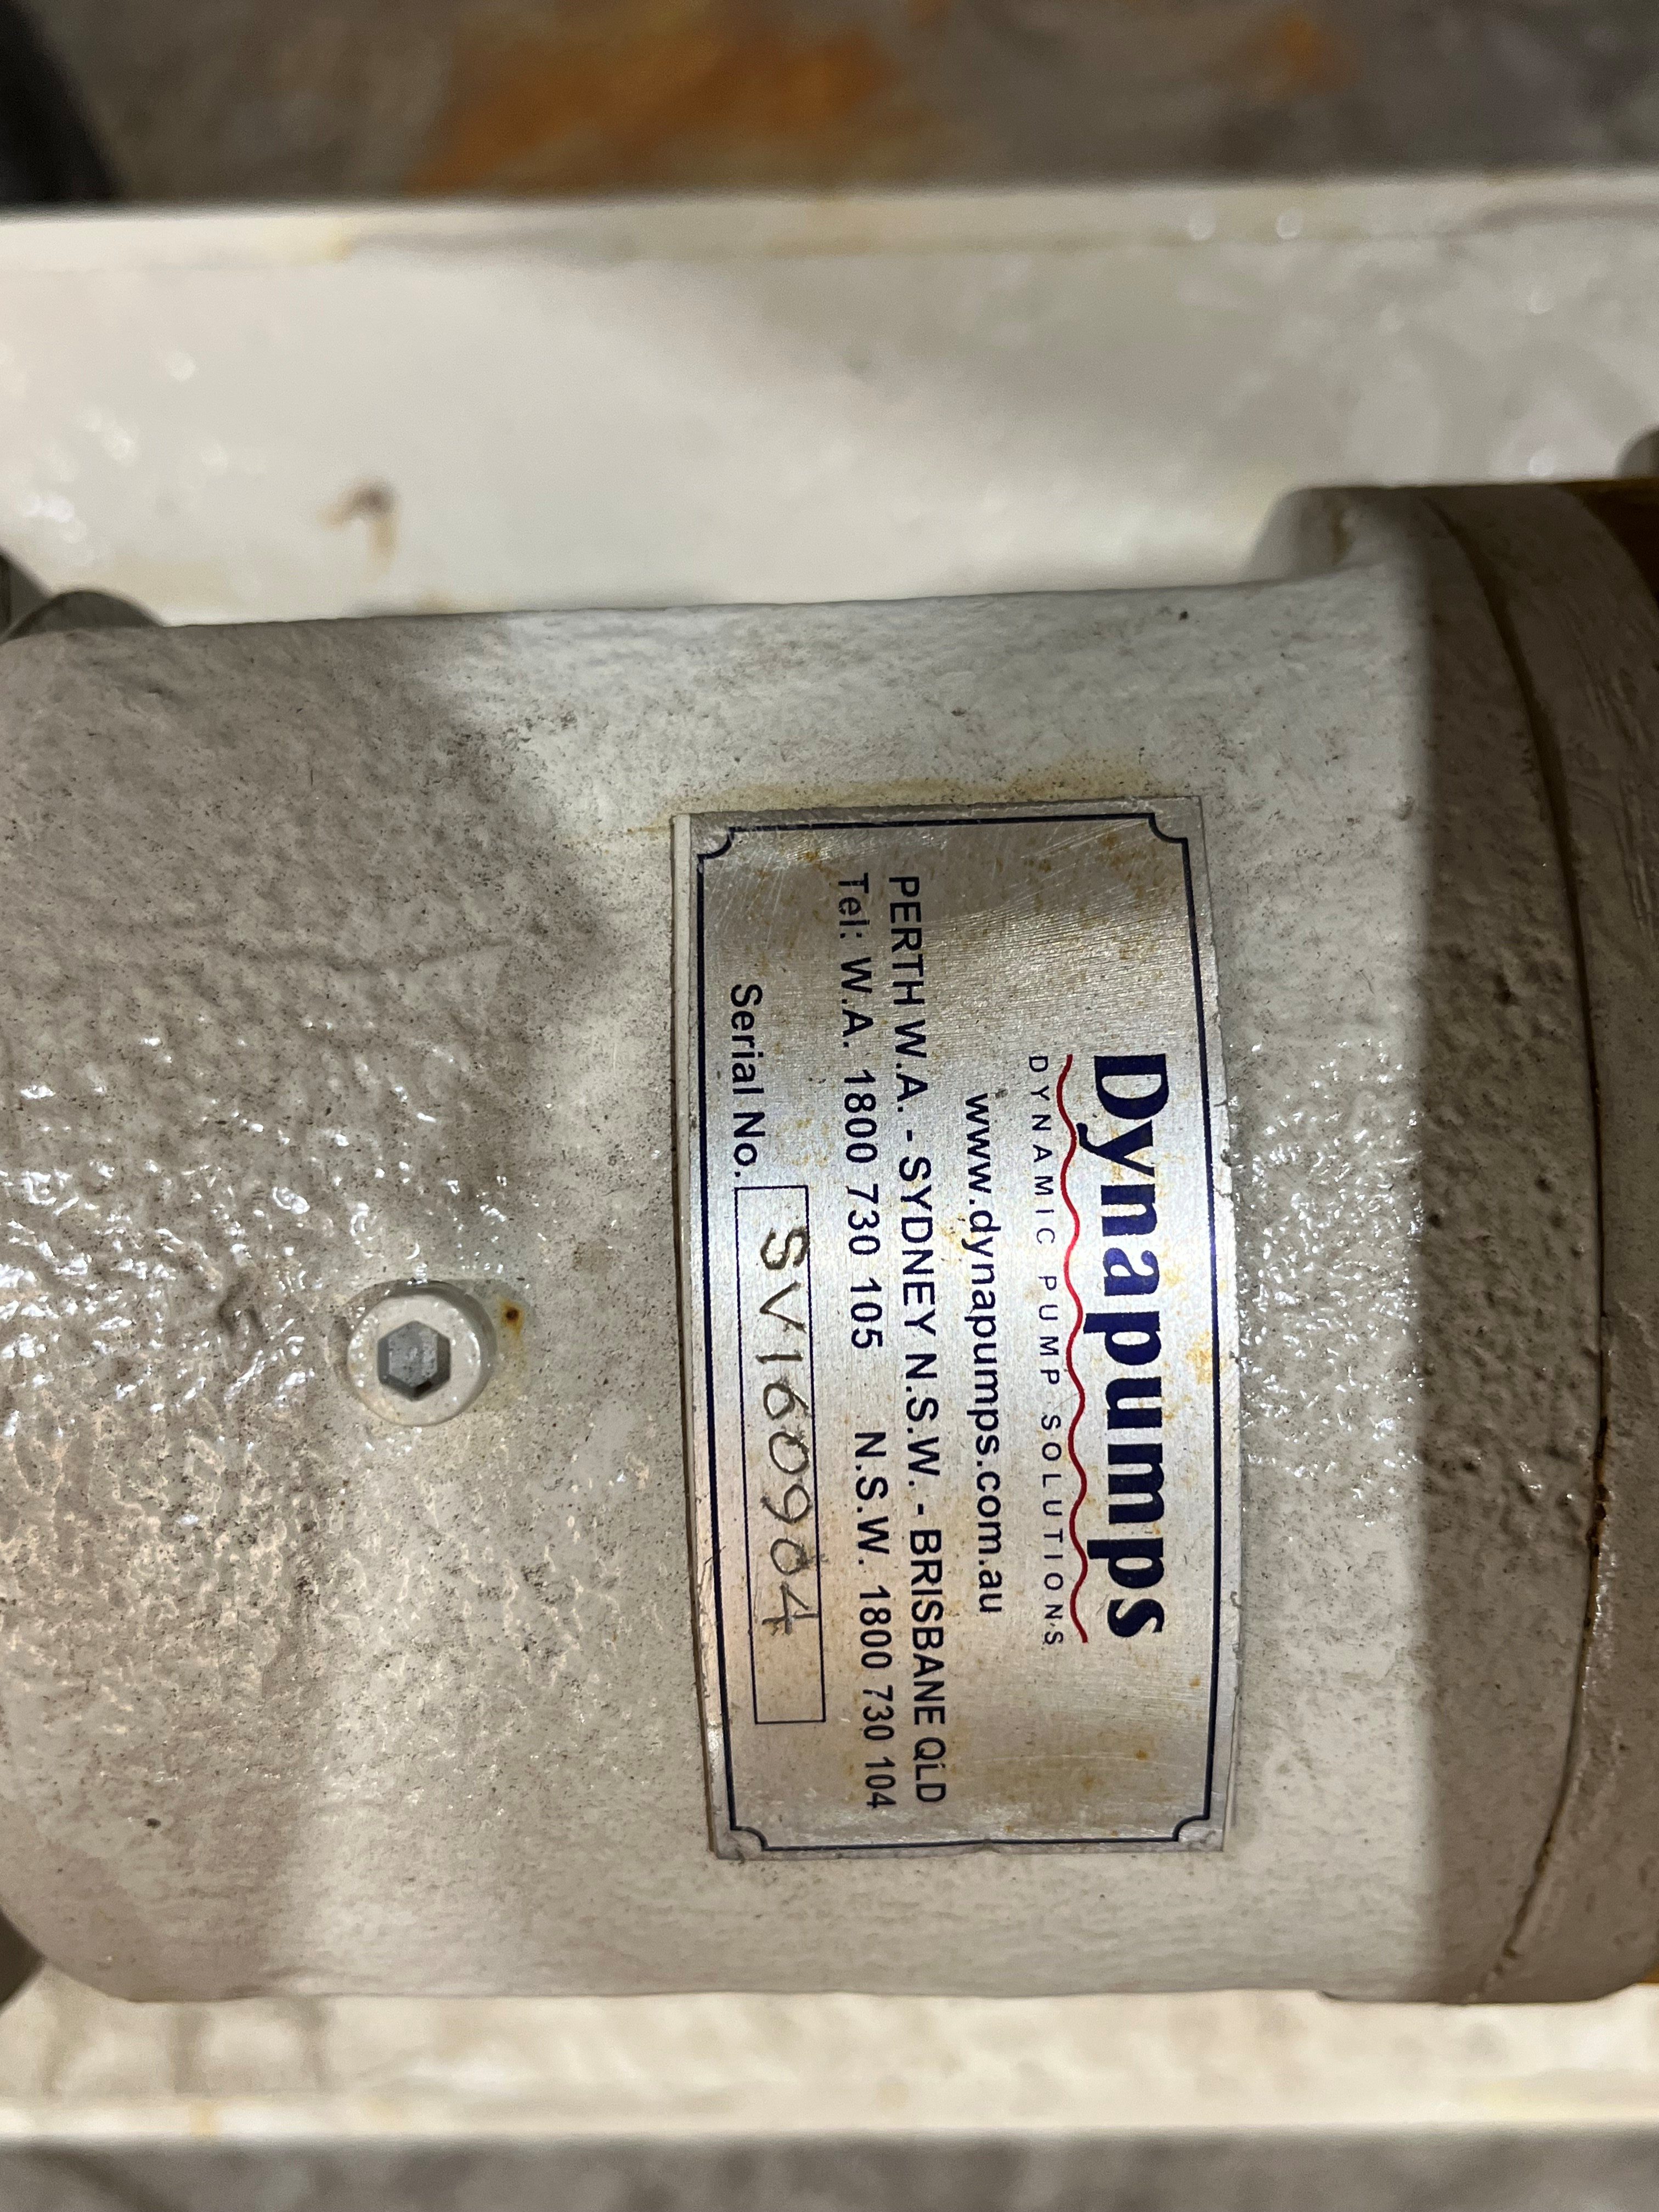 Dynapumps
DYNAMIC PUMP SOLUTIONS
www.dynapumps.com.au
PERTH W.A. - SYDNEY N.S.W. - BRISBANE QLD
Tel: W.A. 1800 730 105 N.S.W. 1800 730 104
Serial No. SV160904